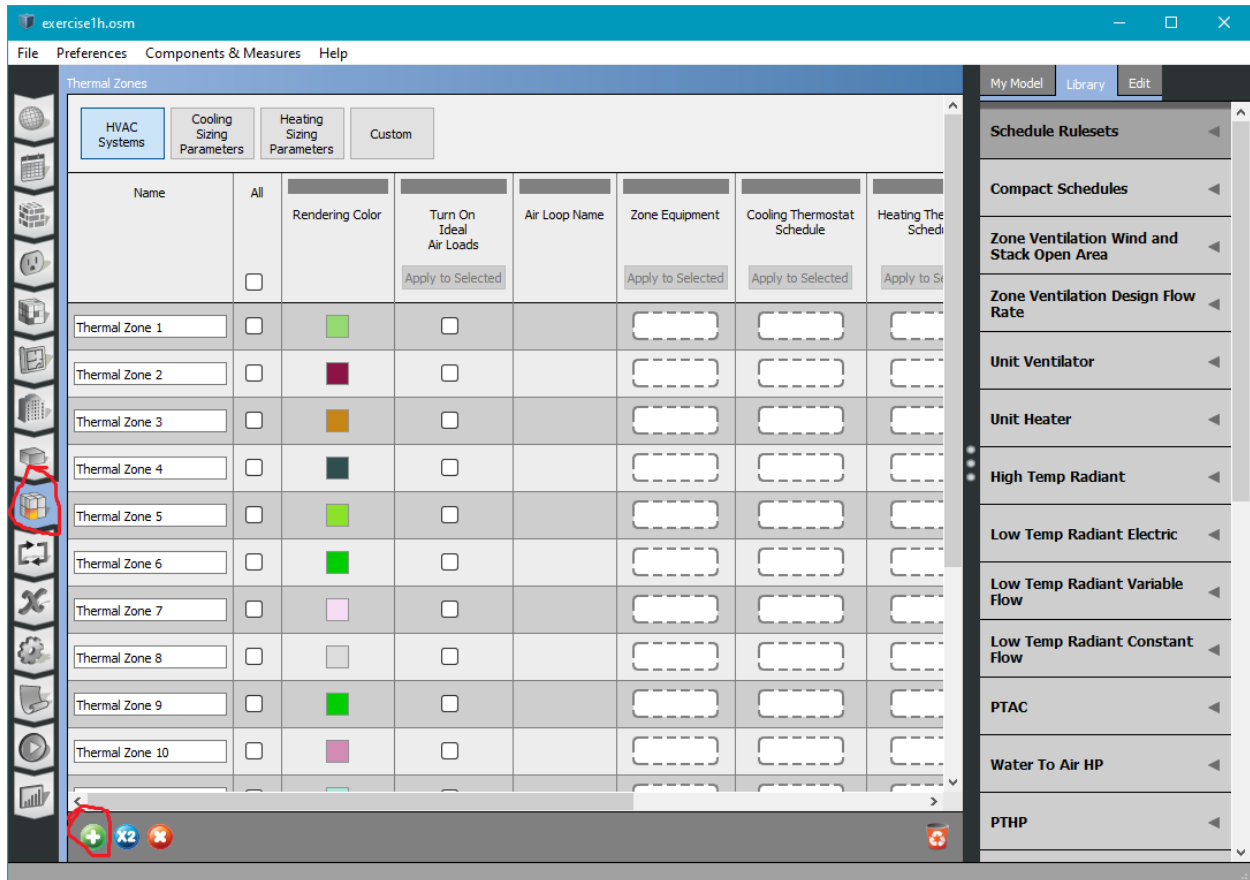 exercise1h.osm
File Preferences Components & Measures Help
Thermal Zones
HVAC
Systems
Cooling
Sizing
Parameters
Heating
Sizing
Parameters
Custom
Name
All
Rendering Color
Turn On
Ideal
Air Loads
Apply to Selected
Air Loop Name
Zone Equipment
Apply to Selected
Cooling Thermostat
Schedule
Apply to Selected
Heating The
Schedu
Apply to Se
Thermal Zone 1
Thermal Zone 2
Thermal Zone 3
Thermal Zone 4
Thermal Zone 5
Thermal Zone 6
Thermal Zone 7
Thermal Zone 8
Thermal Zone 9
Thermal Zone 10
X2
My Model Library Edit
Schedule Rulesets
Compact Schedules
Zone Ventilation Wind and
Stack Open Area
Zone Ventilation Design Flow
Rate
Unit Ventilator
Unit Heater
High Temp Radiant
Low Temp Radiant Electric
Low Temp Radiant Variable
Flow
Low Temp Radiant Constant
Flow
PTAC
Water To Air HP
PTHP